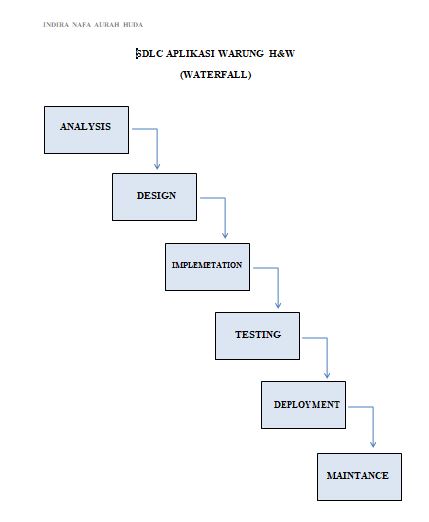 INDIRA NAFA AURAH HUDA
SDLC APLIKASI WARUNG H&W
(WATERFALL)
ANALYSIS
DESIGN
IMPLEMETATION
TESTING
DEPLOYMENT
MAINTANCE